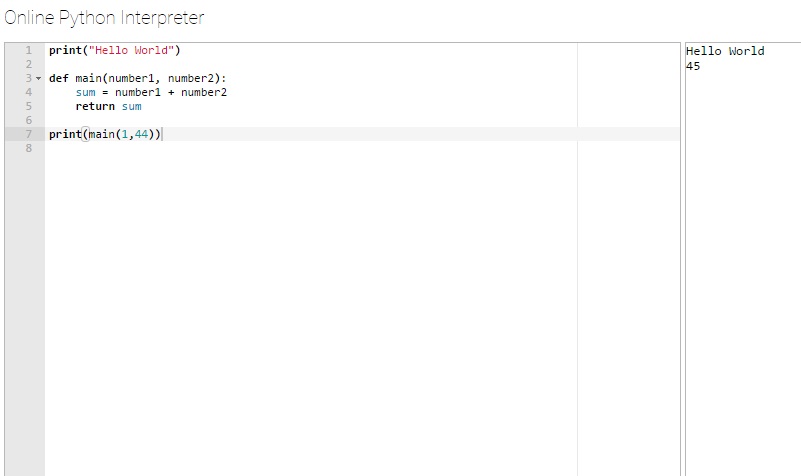 Online Python Interpreter
1 print("Hello World")
2
3 def main(number1, number2):
4     sum = number1 + number2
5     return sum
6
7 print(main(1,44))
8
Hello World
45